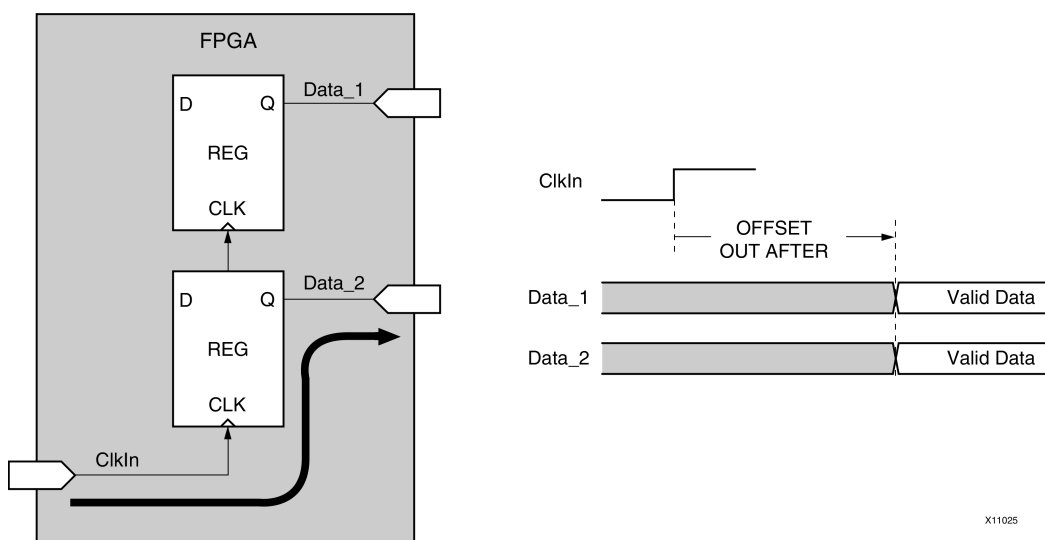 FPGA
Data_1
D Q
REG
CLK
Data_2
D Q
REG
CLK
ClkIn
ClkIn
OFFSET
OUT AFTER
Data_1 Valid Data
Data_2 Valid Data
X11025